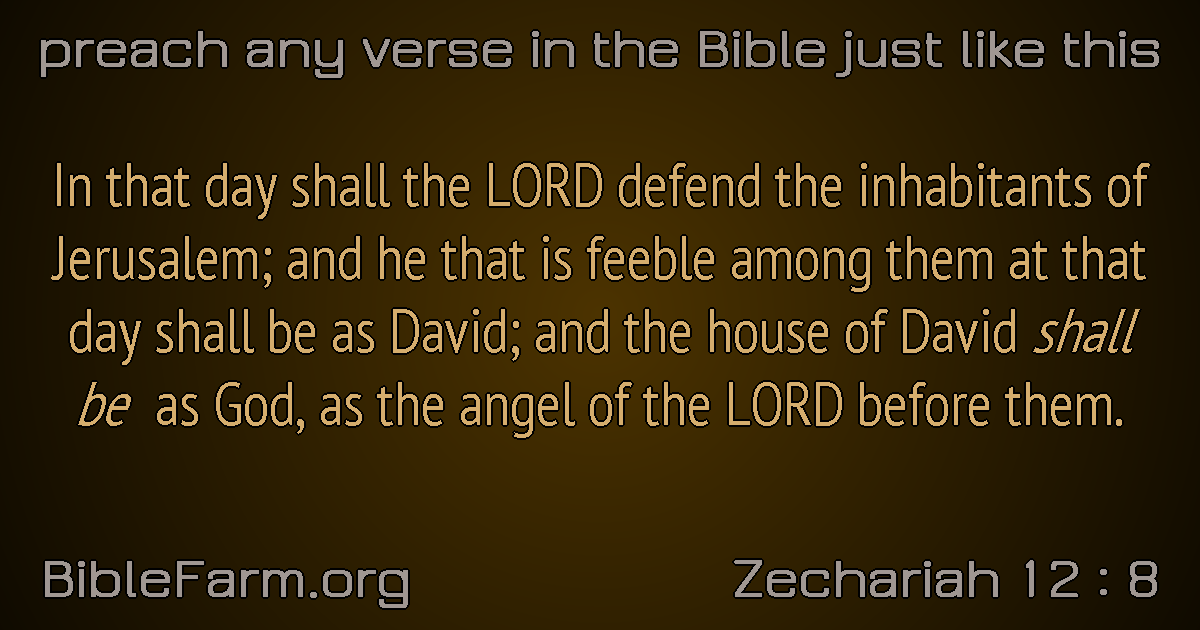 preach any verse in the Bible just like this
In that day shall the LORD defend the inhabitants of
Jerusalem; and he that is feeble among them at that
day shall be as David; and the house of David shall
be as God, as the angel of the LORD before them.
BibleFarm.org
Zechariah 12 : 8